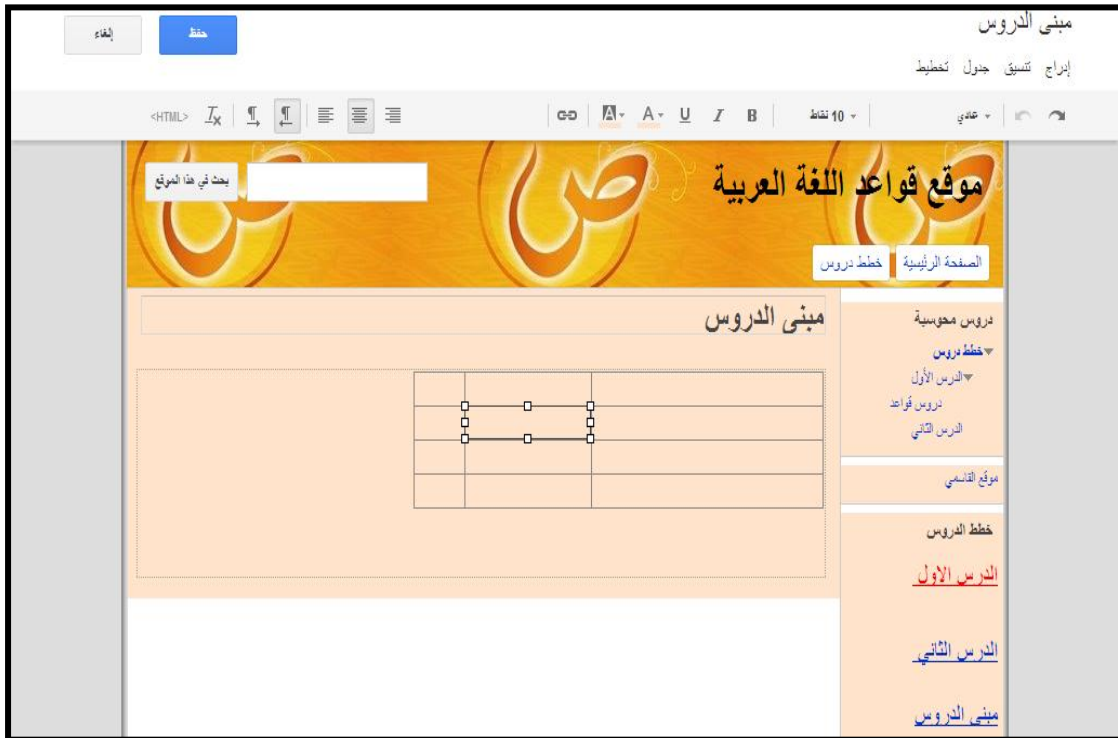 مبنى الدروس
حفظ
إلغاء
إدراج تنسيق جدول تخطيط
عادي
10 نقاط
B I U A A
<HTML>
موقع قواعد اللغة العربية
بحث في هذا الموقع
الصفحة الرئيسية
خطط دروس
مبنى الدروس
دروس محوسبة
خطط دروس
الدرس الأول
دروس قواعد
الدرس الثاني
موقع القاسمي
خطط الدروس
الدرس الاول
الدرس الثاني
مبنى الدروس